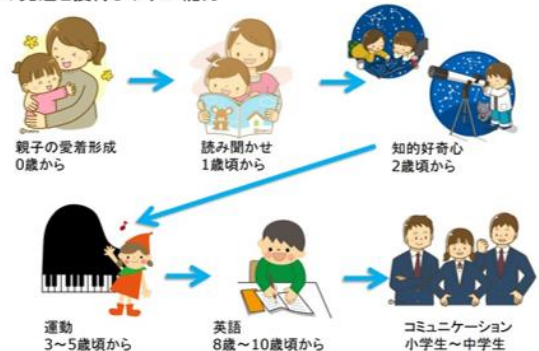 親子の愛着形成
0歳から
読み聞かせ
1歳頃から
知的好奇心
2歳頃から
運動
3～5歳頃から
英語
8歳～10歳頃から
コミュニケーション
小学生～中学生